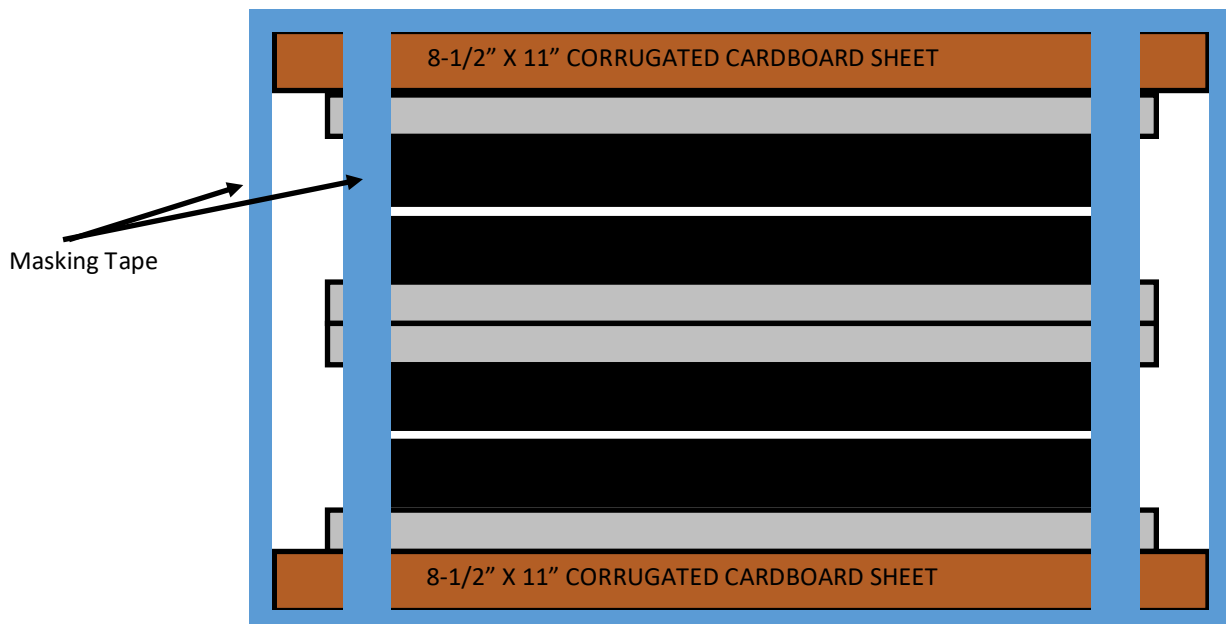 8-1/2” X 11” CORRUGATED CARDBOARD SHEET
Masking Tape
8-1/2” X 11” CORRUGATED CARDBOARD SHEET